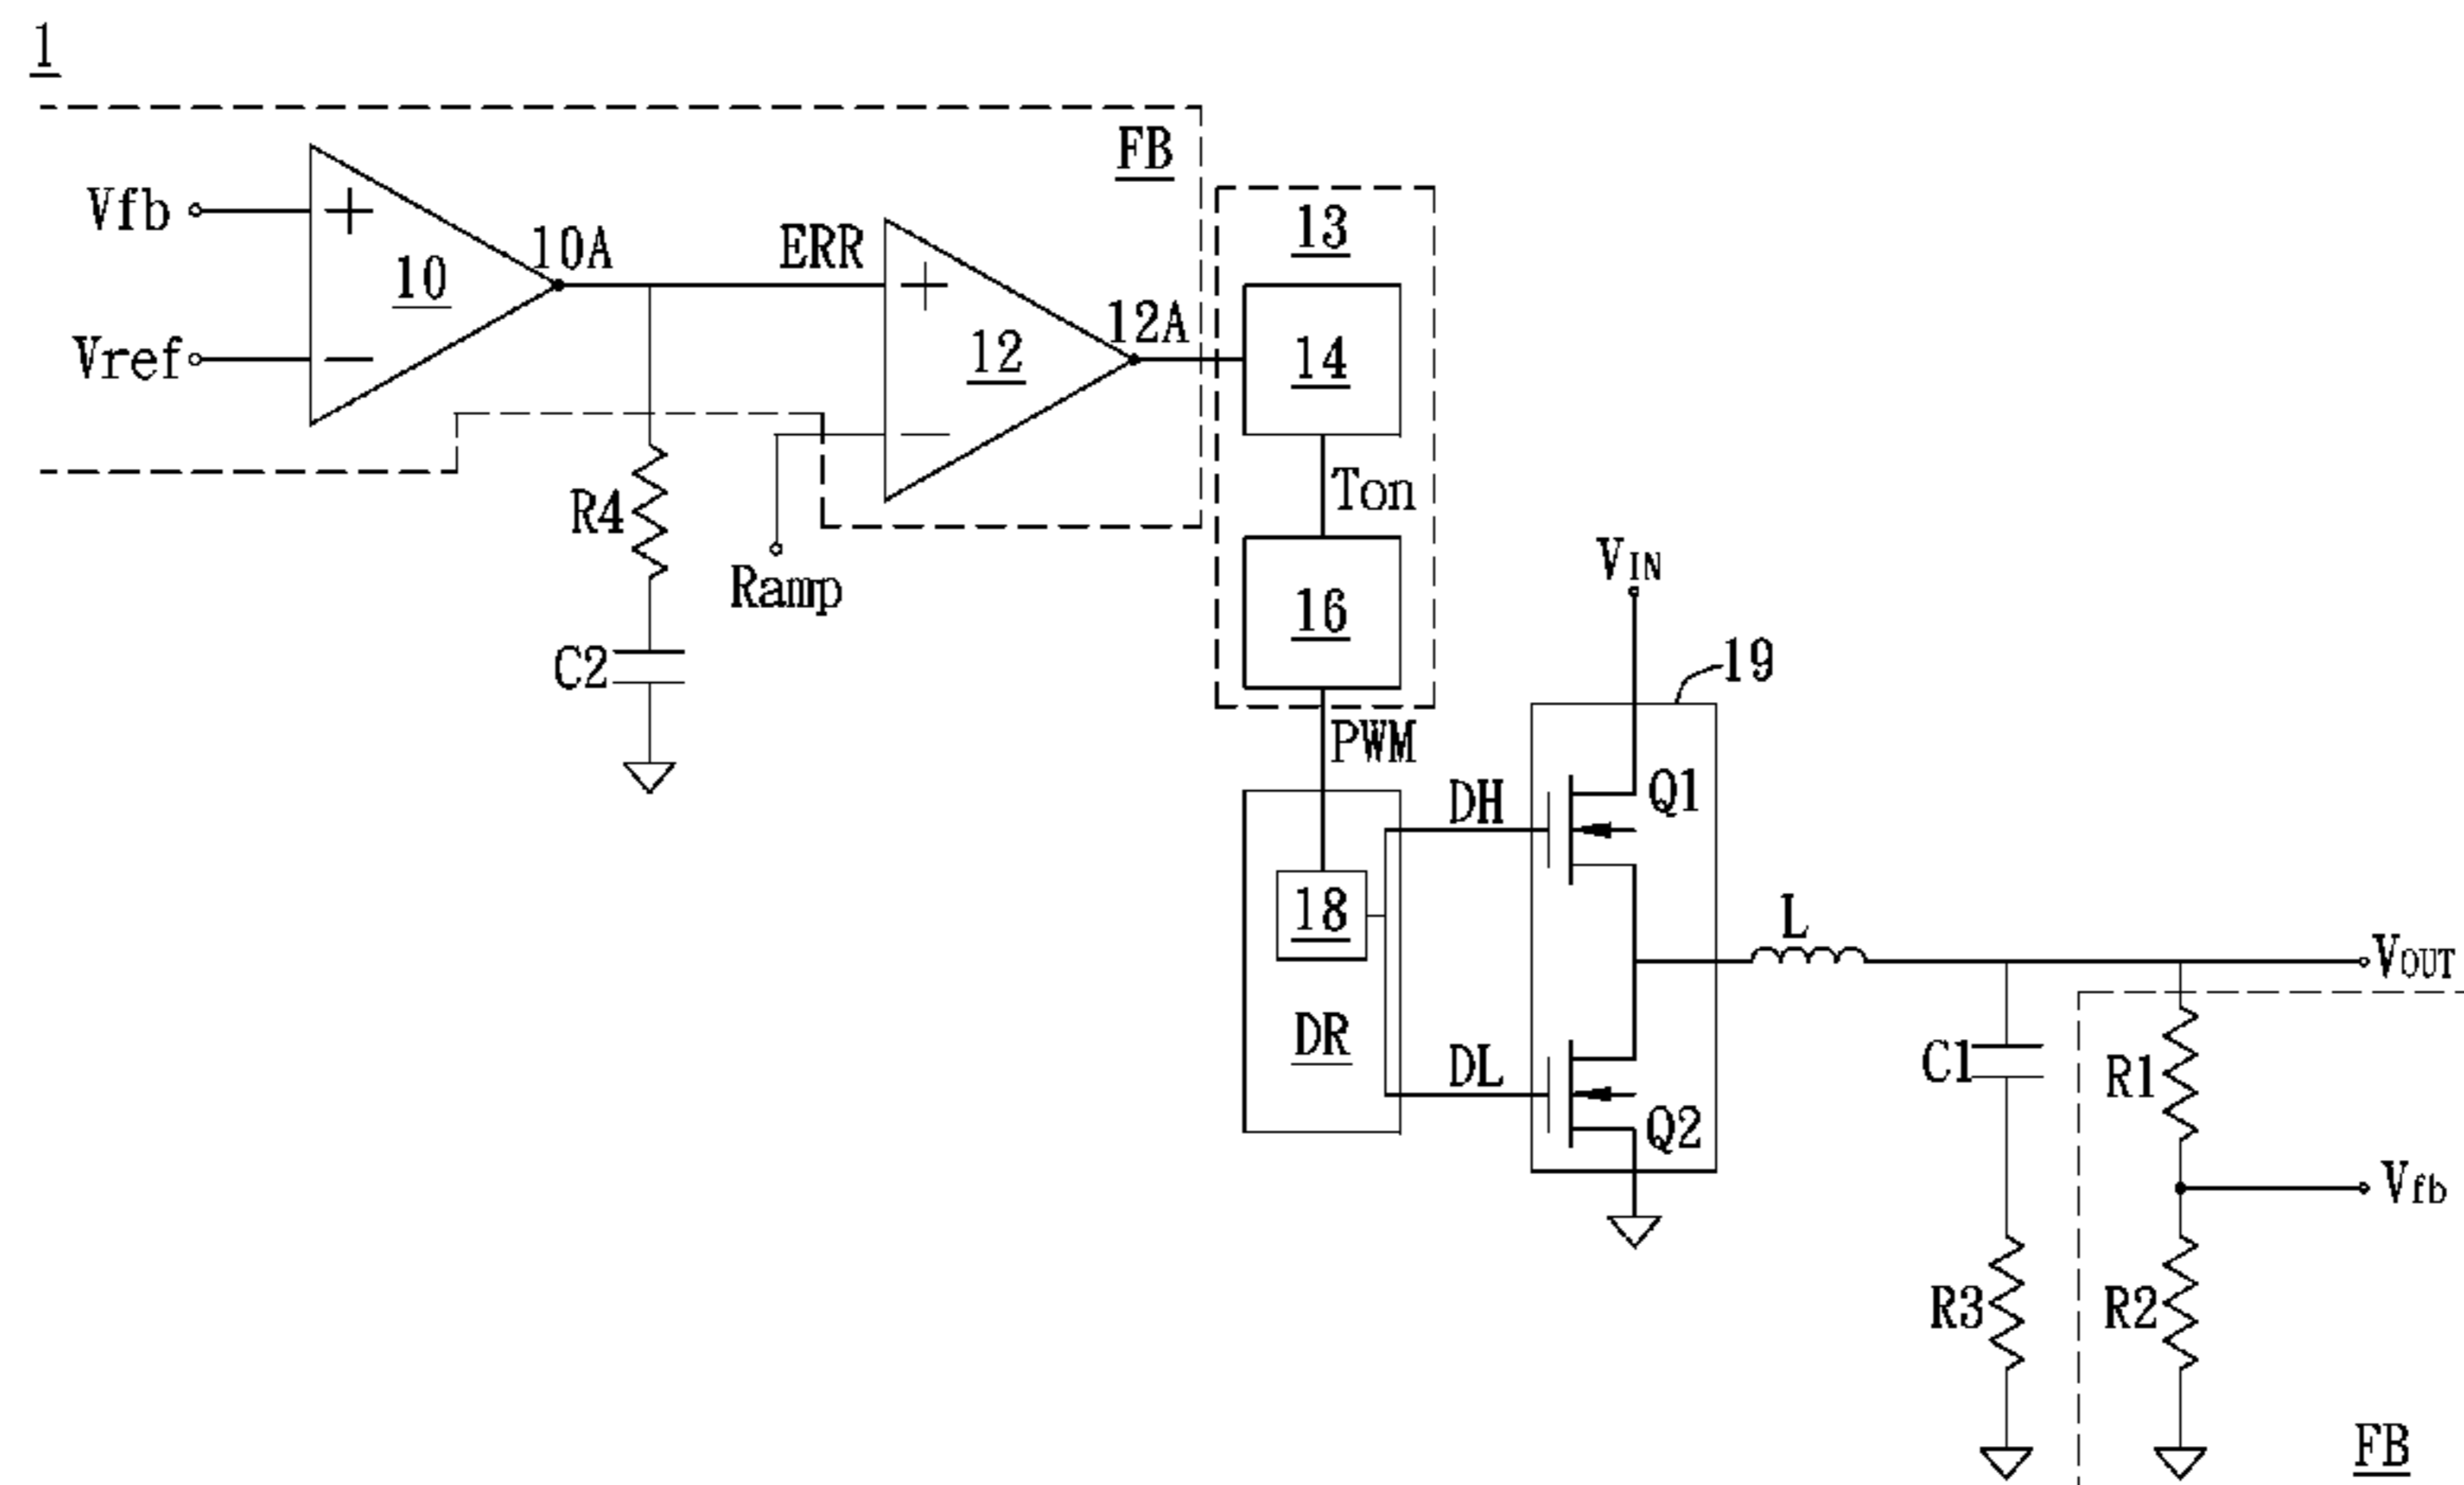 1
FB
Vfb
+
10
10A
ERR
+
12
12A
13
14
Vref
−
−
R4
Ramp
Ton
16
C2
PWM
VIN
19
DH
Q1
18
DR
DL
Q2
L
VOUT
C1
R1
Vfb
R3
R2
FB